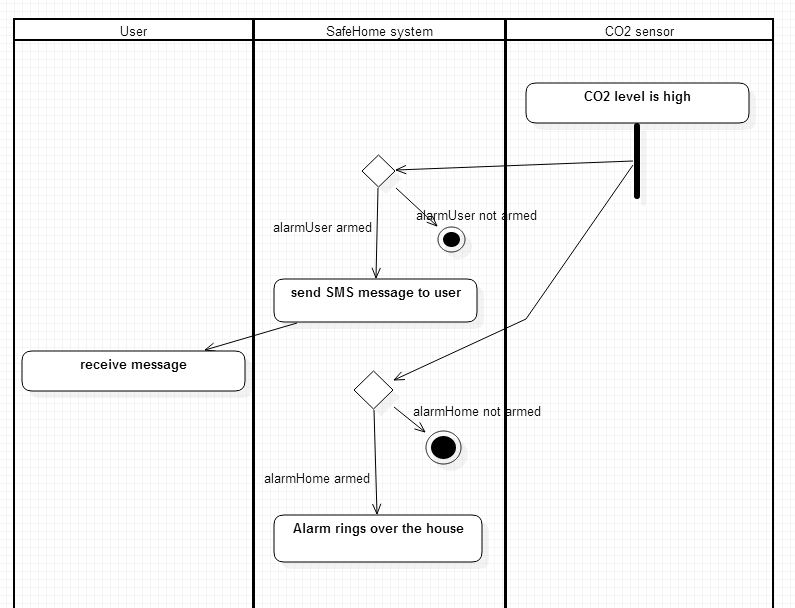 User
SafeHome system
CO2 sensor
CO2 level is high
alarmUser not armed
alarmUser armed
send SMS message to user
receive message
alarmHome not armed
alarmHome armed
Alarm rings over the house